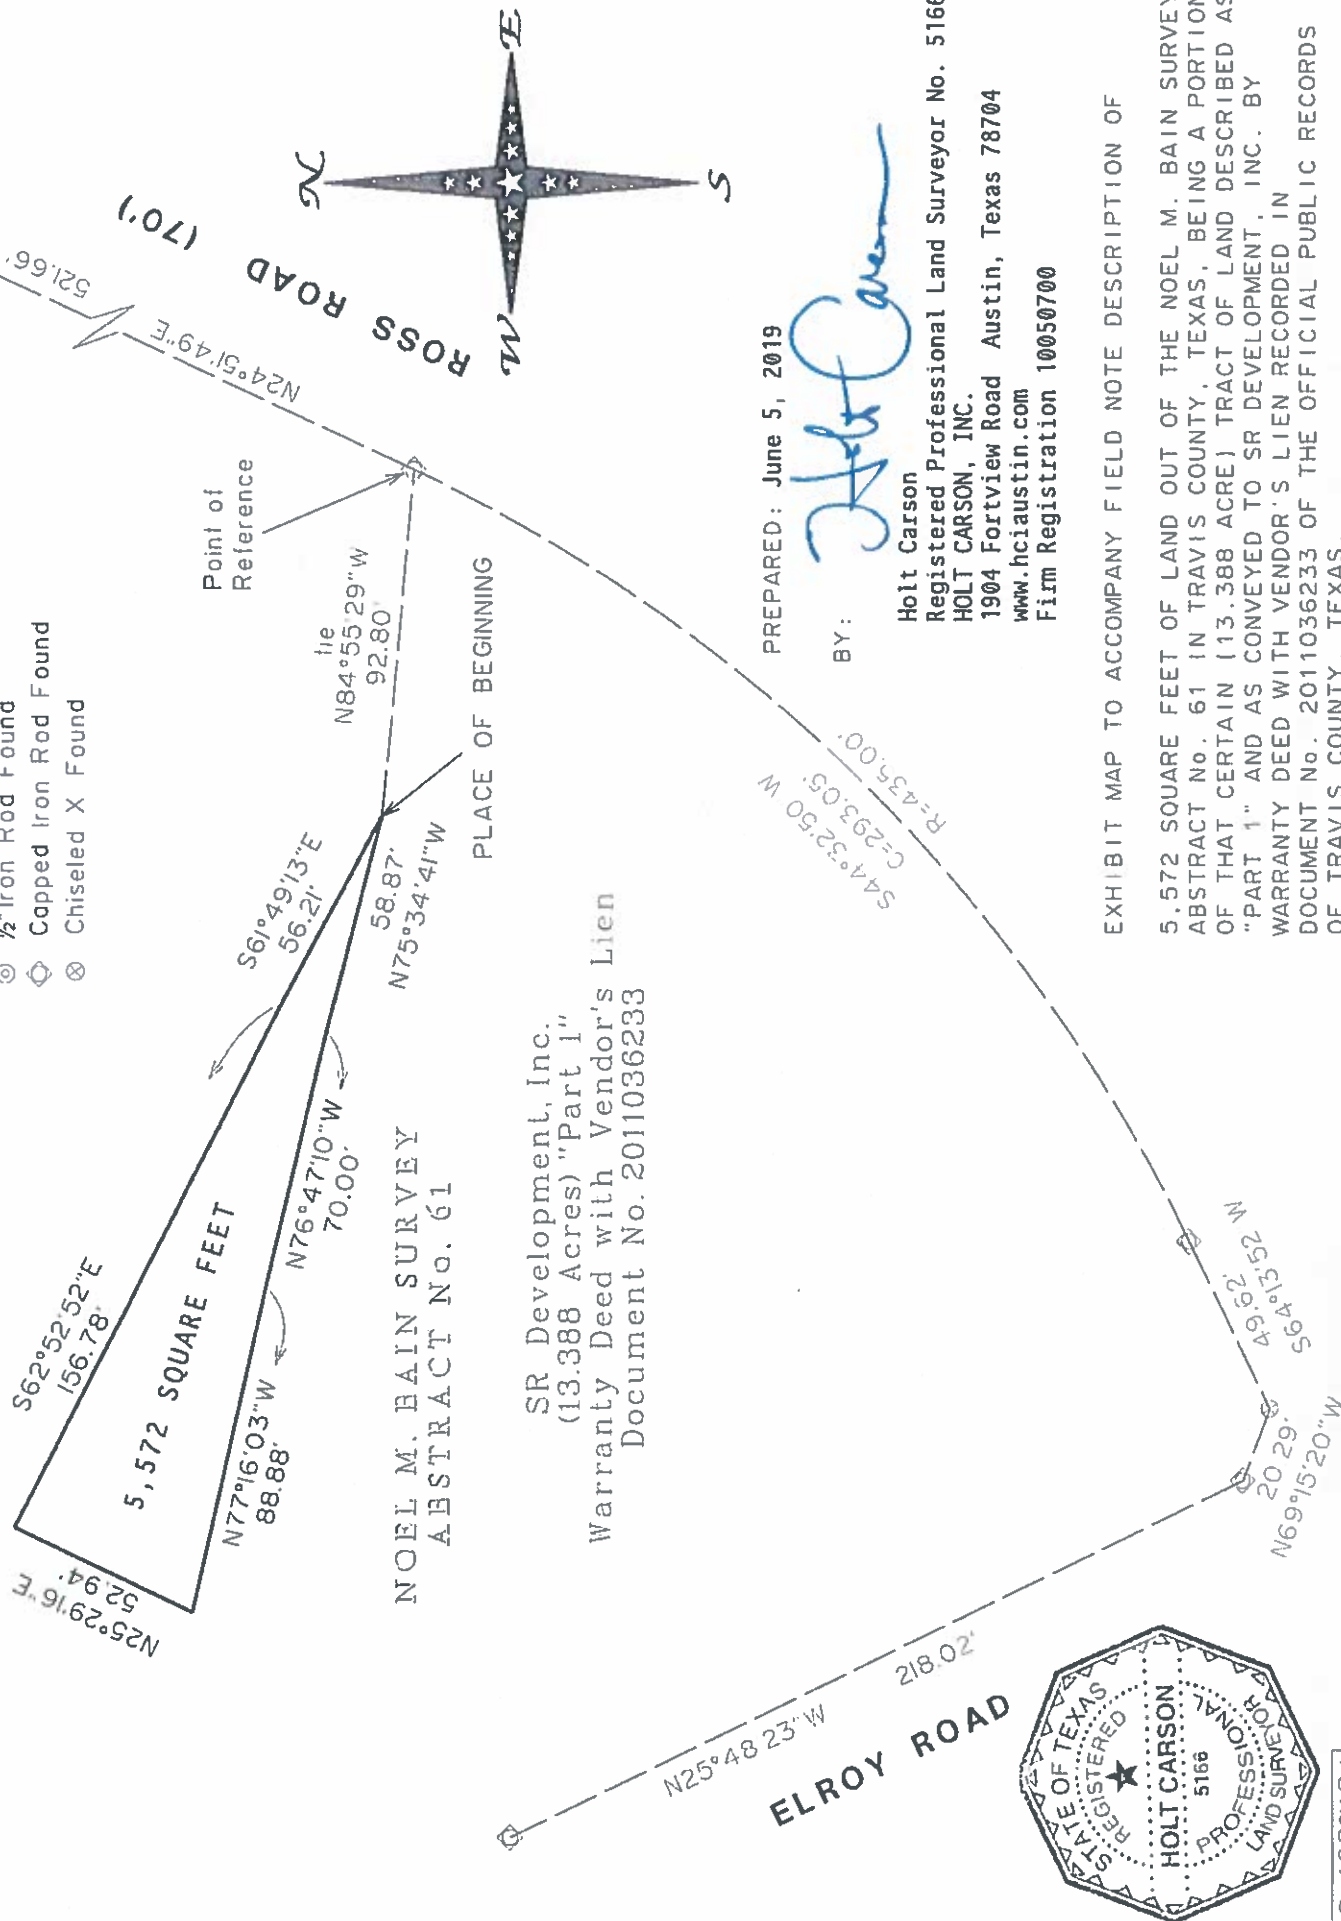 ½" Iron Rod Found
Capped Iron Rod Found
Chiseled X Found
N
E
S
W
ROSS ROAD (70')
521.66'
N24°51'49"E
Point of
Reference
tie
N84°55'29"W
92.80'
PLACE OF BEGINNING
S61°49'13"E
56.21'
58.87'
N75°34'41"W
S62°52'52"E
156.78'
5,572 SQUARE FEET
N76°47'10"W
70.00'
N77°16'03"W
88.88'
N25°29'16"E
52.94'
NOEL M. BAIN SURVEY
ABSTRACT No. 61
SR Development, Inc.
(13.388 Acres) "Part 1"
Warranty Deed with Vendor's Lien
Document No. 2011036233
S44°32'50 W
C=293.05'
R=435.00'
49.62'
S64°13'52 W
20 29'
N69°15'20"W
218.02'
N25°48 23"W
ELROY ROAD
PREPARED: June 5, 2019
BY:
Holt Carson
Registered Professional Land Surveyor No. 5166
HOLT CARSON, INC.
1904 Fortview Road Austin, Texas 78704
www.hciaustin.com
Firm Registration 10050700
EXHIBIT MAP TO ACCOMPANY FIELD NOTE DESCRIPTION OF
5,572 SQUARE FEET OF LAND OUT OF THE NOEL M. BAIN SURVEY
ABSTRACT No. 61 IN TRAVIS COUNTY, TEXAS, BEING A PORTION
OF THAT CERTAIN (13.388 ACRE) TRACT OF LAND DESCRIBED AS
"PART 1" AND AS CONVEYED TO SR DEVELOPMENT, INC. BY
WARRANTY DEED WITH VENDOR'S LIEN RECORDED IN
DOCUMENT No. 2011036233 OF THE OFFICIAL PUBLIC RECORDS
OF TRAVIS COUNTY, TEXAS.
STATE OF TEXAS
REGISTERED
HOLT CARSON
5166
PROFESSIONAL
LAND SURVEYOR